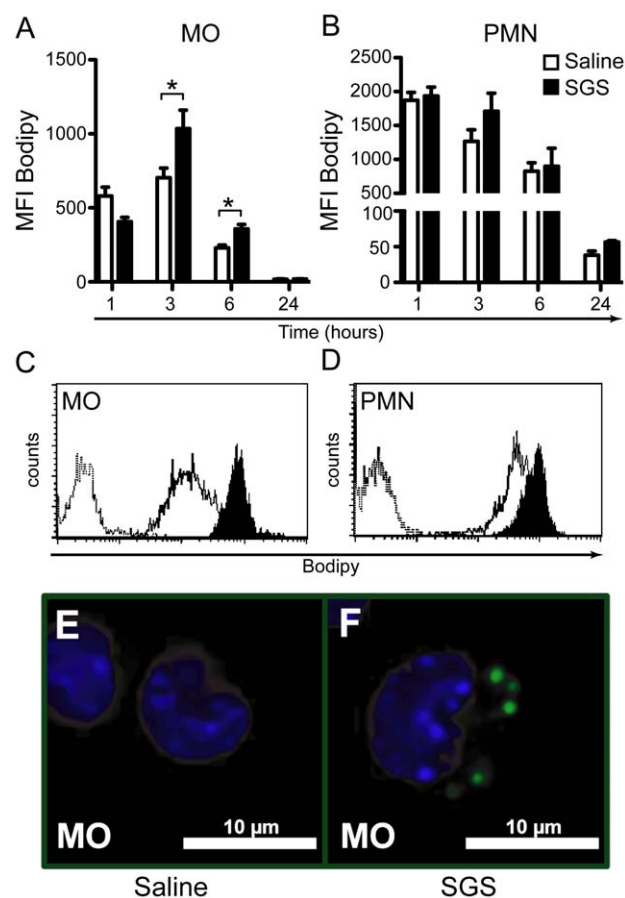 A
MO
MFI Bodipy
1500
1000
500
0
*
*
1
3
6
24
B
PMN
Saline
SGS
MFI Bodipy
2500
2000
1500
1000
500
100
50
0
1
3
6
24
Time (hours)
C
MO
counts
D
PMN
counts
Bodipy
E
MO
10 µm
F
MO
10 µm
Saline
SGS